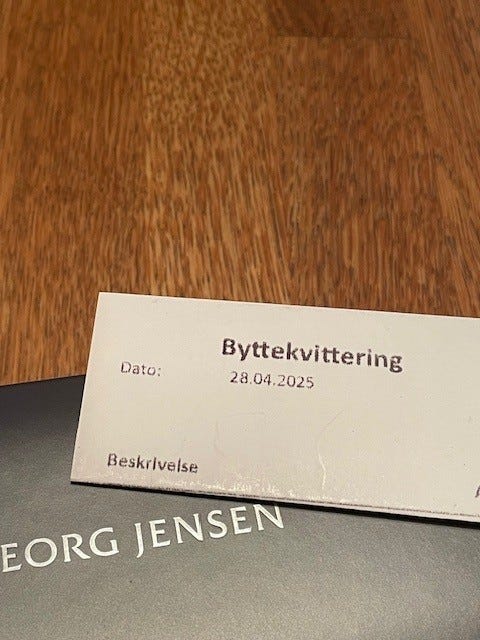 Byttekvittering
Dato: 28.04.2025
Beskrivelse
EORG JENSEN